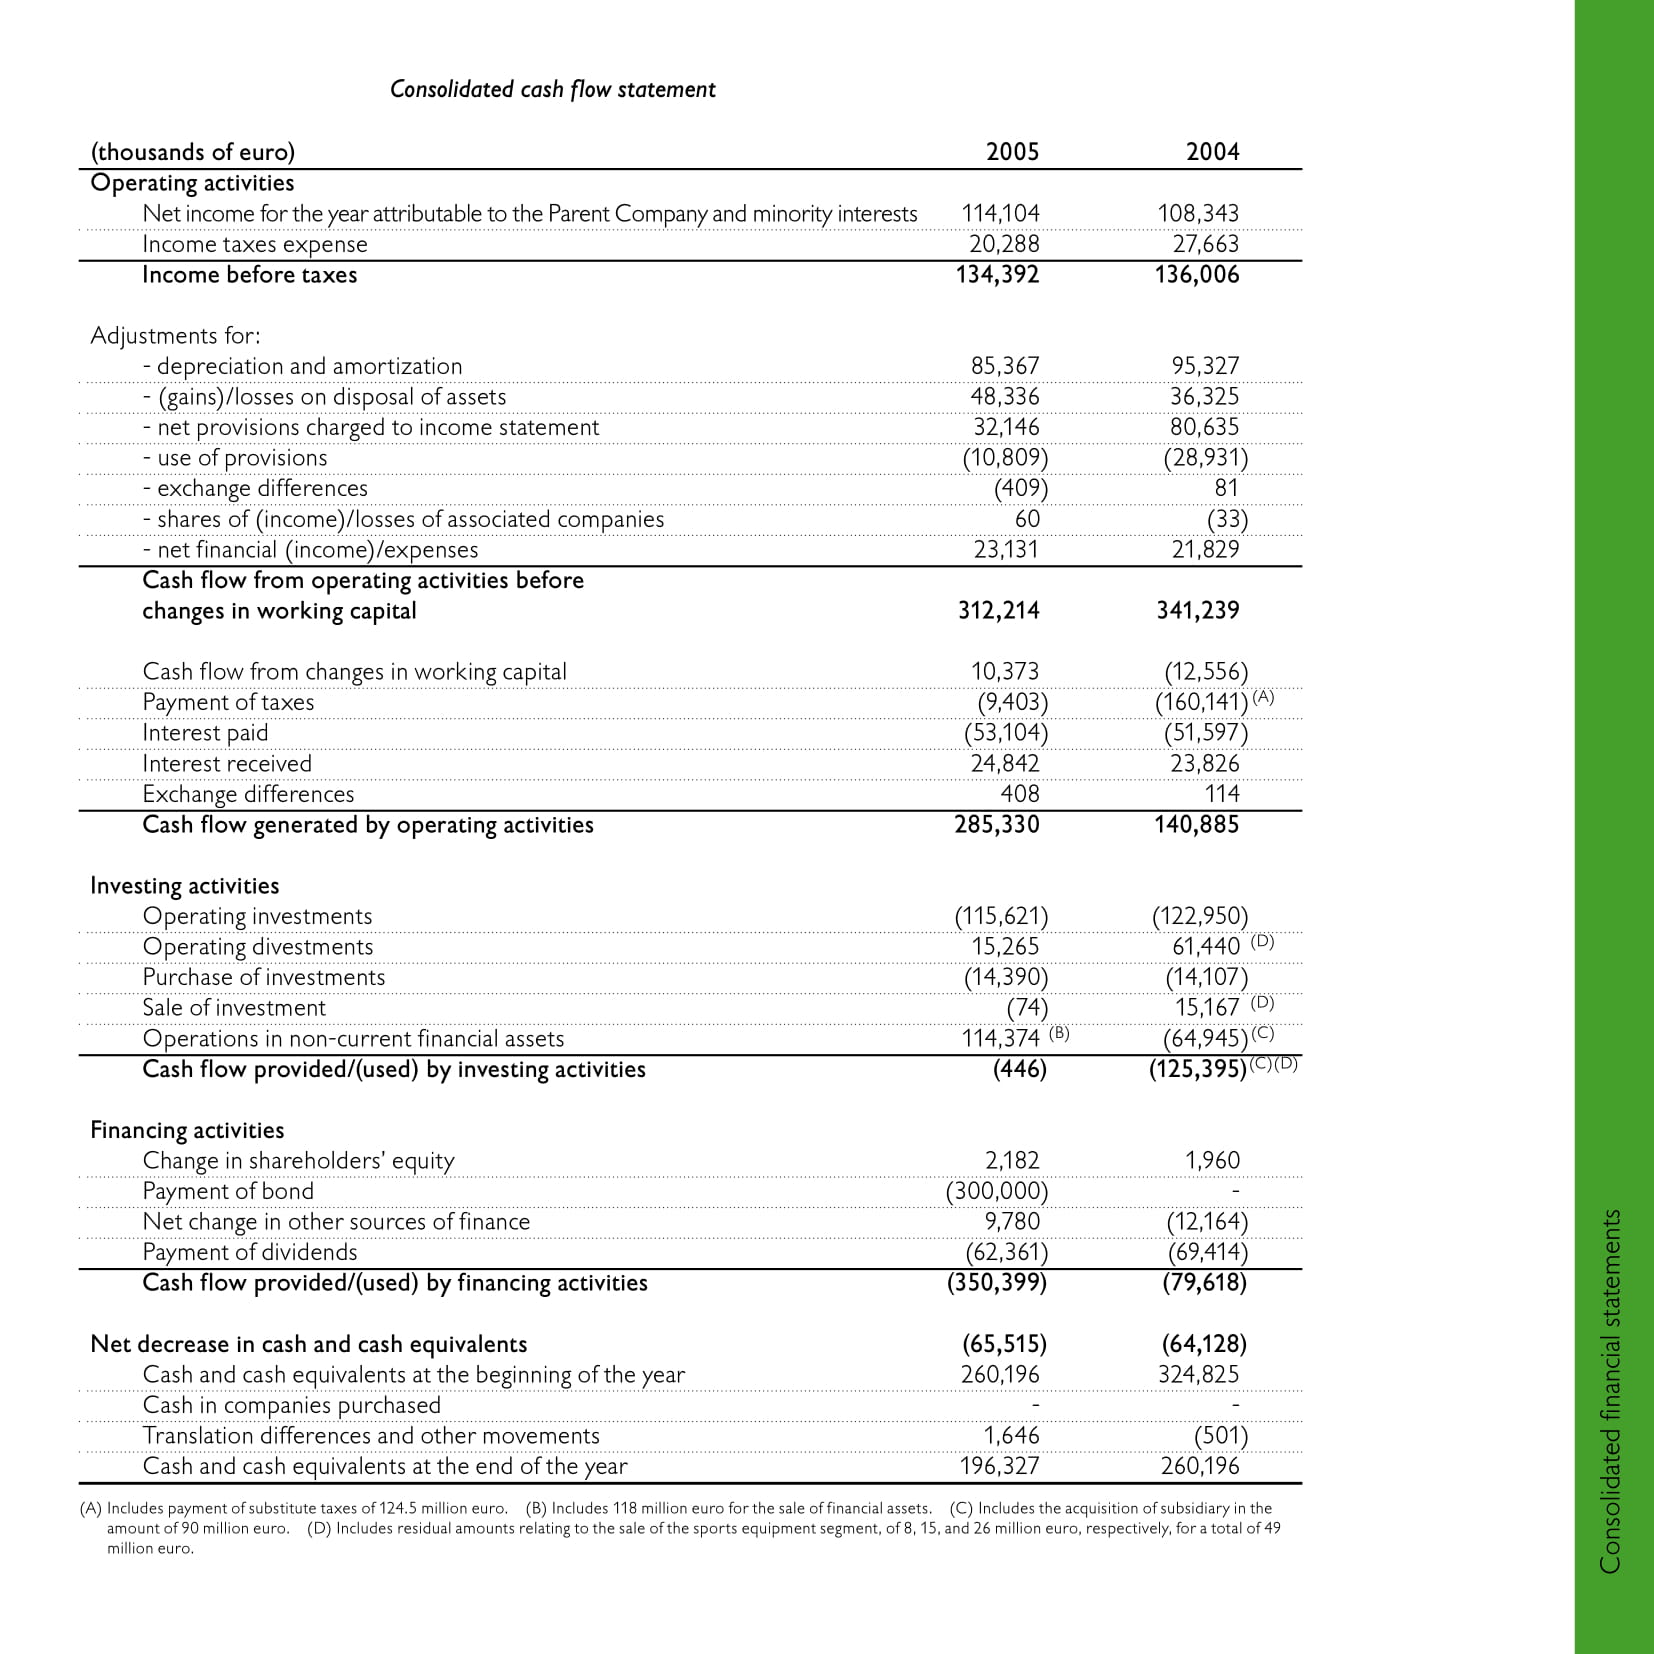 Consolidated cash flow statement
(thousands of euro) 2005 2004
Operating activities
Net income for the year attributable to the Parent Company and minority interests 114,104 108,343
Income taxes expense 20,288 27,663
Income before taxes 134,392 136,006
Adjustments for:
- depreciation and amortization 85,367 95,327
- (gains)/losses on disposal of assets 48,336 36,325
- net provisions charged to income statement 32,146 80,635
- use of provisions (10,809) (28,931)
- exchange differences (409) 81
- shares of (income)/losses of associated companies 60 (33)
- net financial (income)/expenses 23,131 21,829
Cash flow from operating activities before
changes in working capital 312,214 341,239
Cash flow from changes in working capital 10,373 (12,556)
Payment of taxes (9,403) (160,141) (A)
Interest paid (53,104) (51,597)
Interest received 24,842 23,826
Exchange differences 408 114
Cash flow generated by operating activities 285,330 140,885
Investing activities
Operating investments (115,621) (122,950)
Operating divestments 15,265 61,440 (D)
Purchase of investments (14,390) (14,107)
Sale of investment (74) 15,167 (D)
Operations in non-current financial assets 114,374 (B) (64,945) (C)
Cash flow provided/(used) by investing activities (446) (125,395) (C)(D)
Financing activities
Change in shareholders' equity 2,182 1,960
Payment of bond (300,000) -
Net change in other sources of finance 9,780 (12,164)
Payment of dividends (62,361) (69,414)
Cash flow provided/(used) by financing activities (350,399) (79,618)
Net decrease in cash and cash equivalents (65,515) (64,128)
Cash and cash equivalents at the beginning of the year 260,196 324,825
Cash in companies purchased - -
Translation differences and other movements 1,646 (501)
Cash and cash equivalents at the end of the year 196,327 260,196
(A) Includes payment of substitute taxes of 124.5 million euro. (B) Includes 118 million euro for the sale of financial assets. (C) Includes the acquisition of subsidiary in the
amount of 90 million euro. (D) Includes residual amounts relating to the sale of the sports equipment segment, of 8, 15, and 26 million euro, respectively, for a total of 49
million euro.
Consolidated financial statements